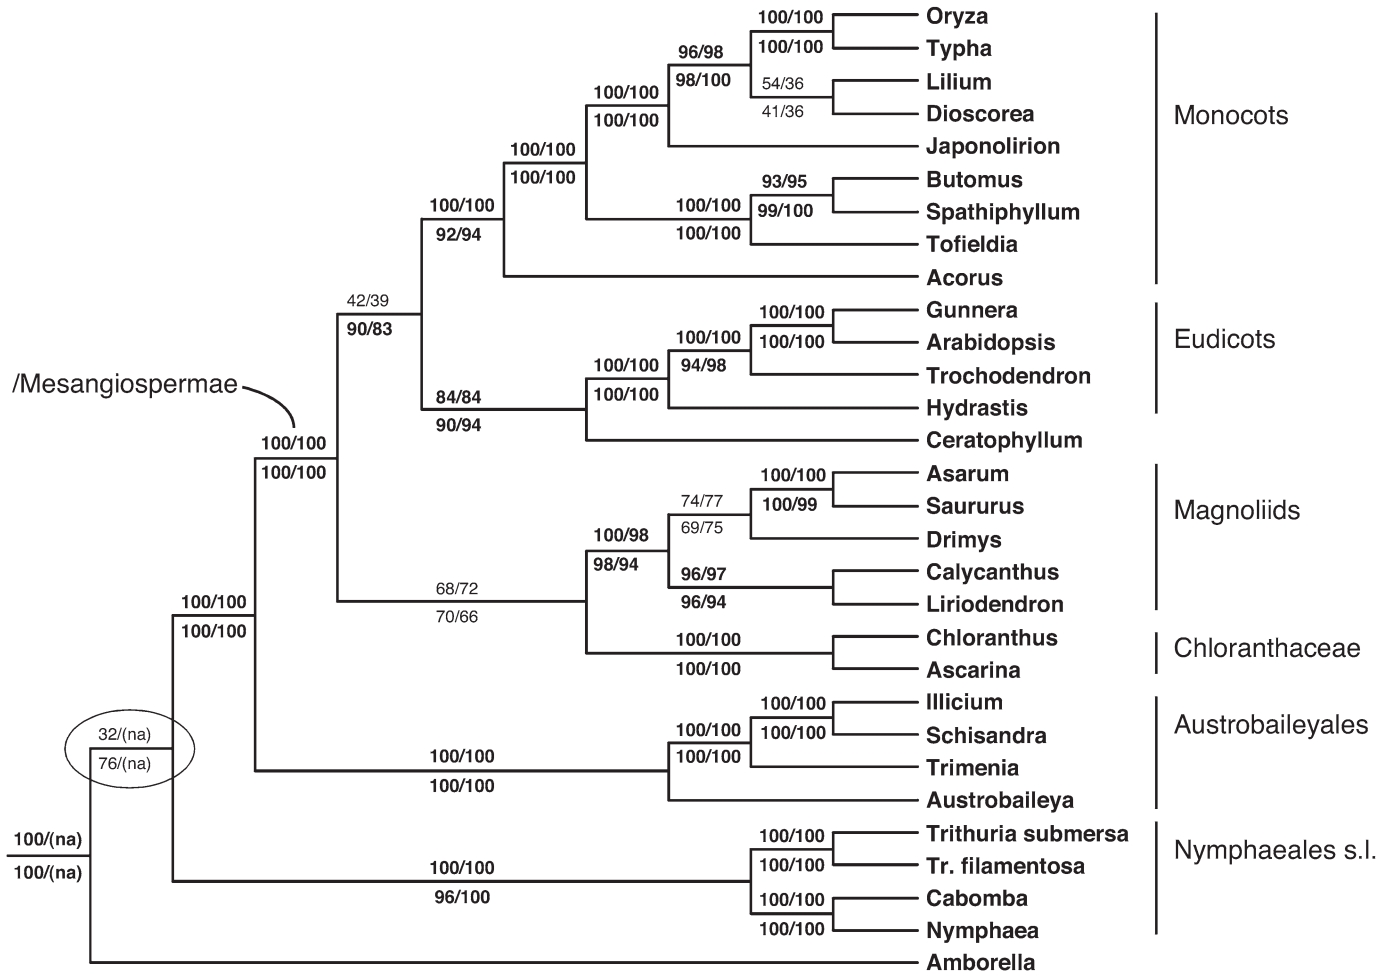 100/100 Oryza
100/100 Typha
96/98
98/100
54/36 Lilium
41/36 Dioscorea
100/100
100/100
Japonolirion
Monocots
100/100
100/100
93/95 Butomus
99/100 Spathiphyllum
100/100
100/100
Tofieldia
100/100
92/94
Acorus
42/39
90/83
100/100 Gunnera
100/100 Arabidopsis
100/100
94/98
Trochodendron
Eudicots
100/100
100/100
Hydrastis
84/84
90/94
Ceratophyllum
/Mesangiospermae
100/100
100/100
100/100 Asarum
100/99 Saururus
74/77
69/75
Drimys
Magnoliids
100/98
98/94
96/97 Calycanthus
96/94 Liriodendron
68/72
70/66
100/100 Chloranthus
100/100 Ascarina
Chloranthaceae
100/100
100/100
100/100 Illicium
100/100 Schisandra
100/100
100/100
Trimenia
Austrobaileyales
100/100
100/100
Austrobaileya
32/(na)
76/(na)
100/100 Trithuria submersa
100/100 Tr. filamentosa
Nymphaeales s.l.
100/100
96/100
100/100 Cabomba
100/100 Nymphaea
100/(na)
100/(na)
Amborella